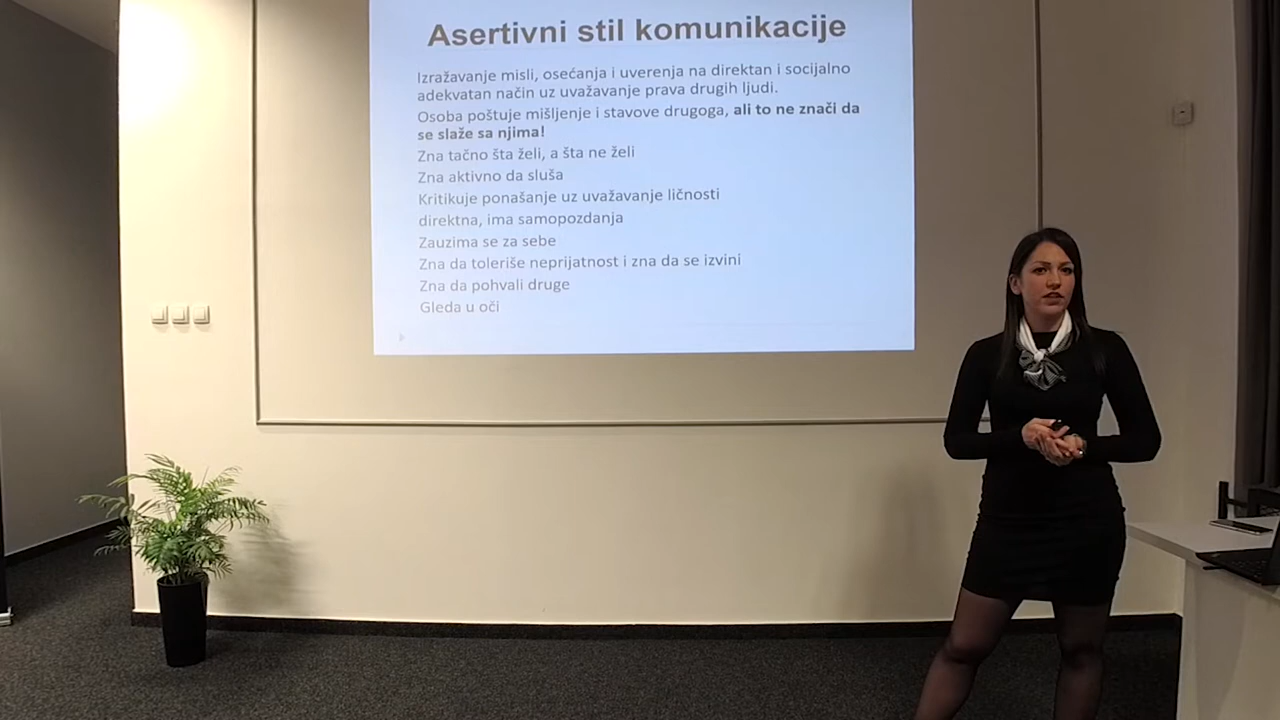 Asertivni stil komunikacije
Izražavanje misli, osećanja i uverenja na direktan i socijalno
adekvatan način uz uvažavanje prava drugih ljudi.
Osoba poštuje mišljenje i stavove drugoga, ali to ne znači da
se slaže sa njima!
Zna tačno šta želi, a šta ne želi
Zna aktivno da sluša
Kritikuje ponašanje uz uvažavanje ličnosti
direktna, ima samopozdanja
Zauzima se za sebe
Zna da toleriše neprijatnost i zna da se izvini
Zna da pohvali druge
Gleda u oči